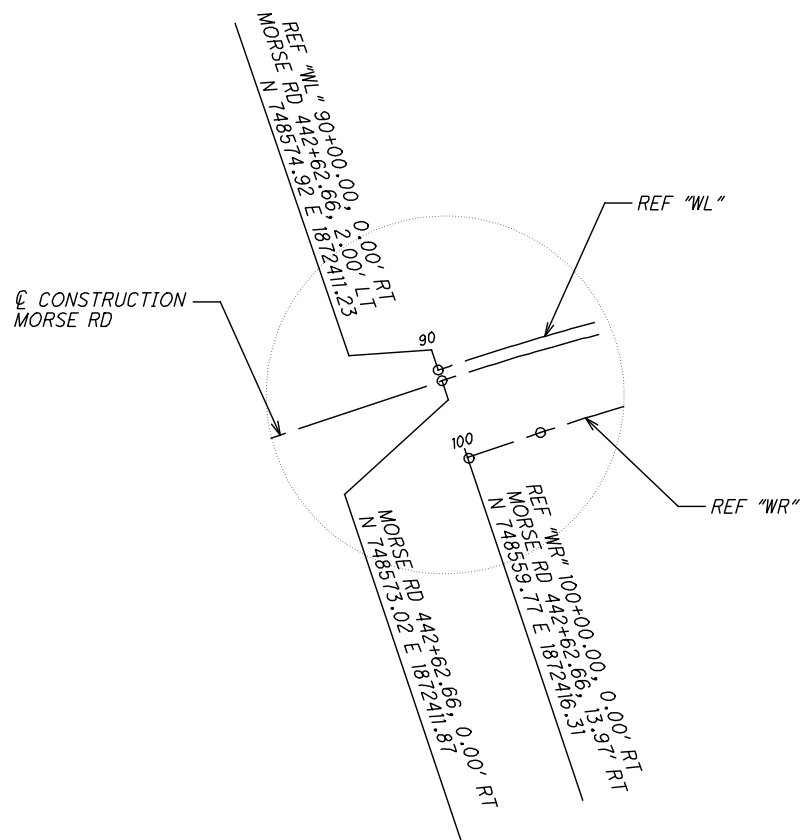 REF "WL" 90+00.00, 0.00' RT
MORSE RD 442+62.66, 2.00' LT
N 748574.92 E 1872411.23
REF "WL"
℄ CONSTRUCTION
MORSE RD
90
100
REF "WR"
REF "WR" 100+00.00, 0.00' RT
MORSE RD 442+62.66, 13.97' RT
N 748559.77 E 1872416.31
MORSE RD 442+62.66, 0.00' RT
N 748573.02 E 1872411.87